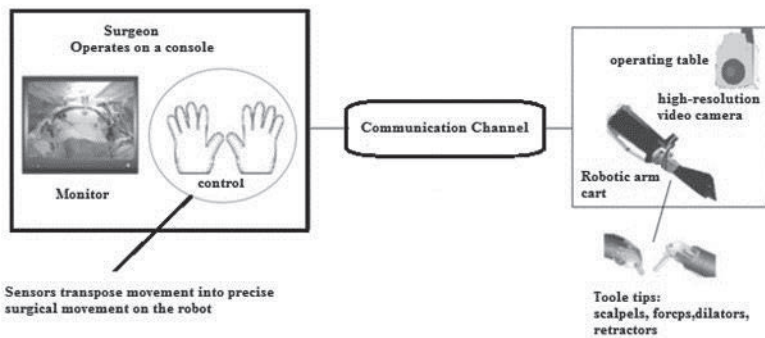 Surgeon
Operates on a console
Monitor
control
Sensors transpose movement into precise
surgical movement on the robot
Communication Channel
operating table
high-resolution
video camera
Robotic arm
cart
Toole tips:
scalpels, forcps,dilators,
retractors